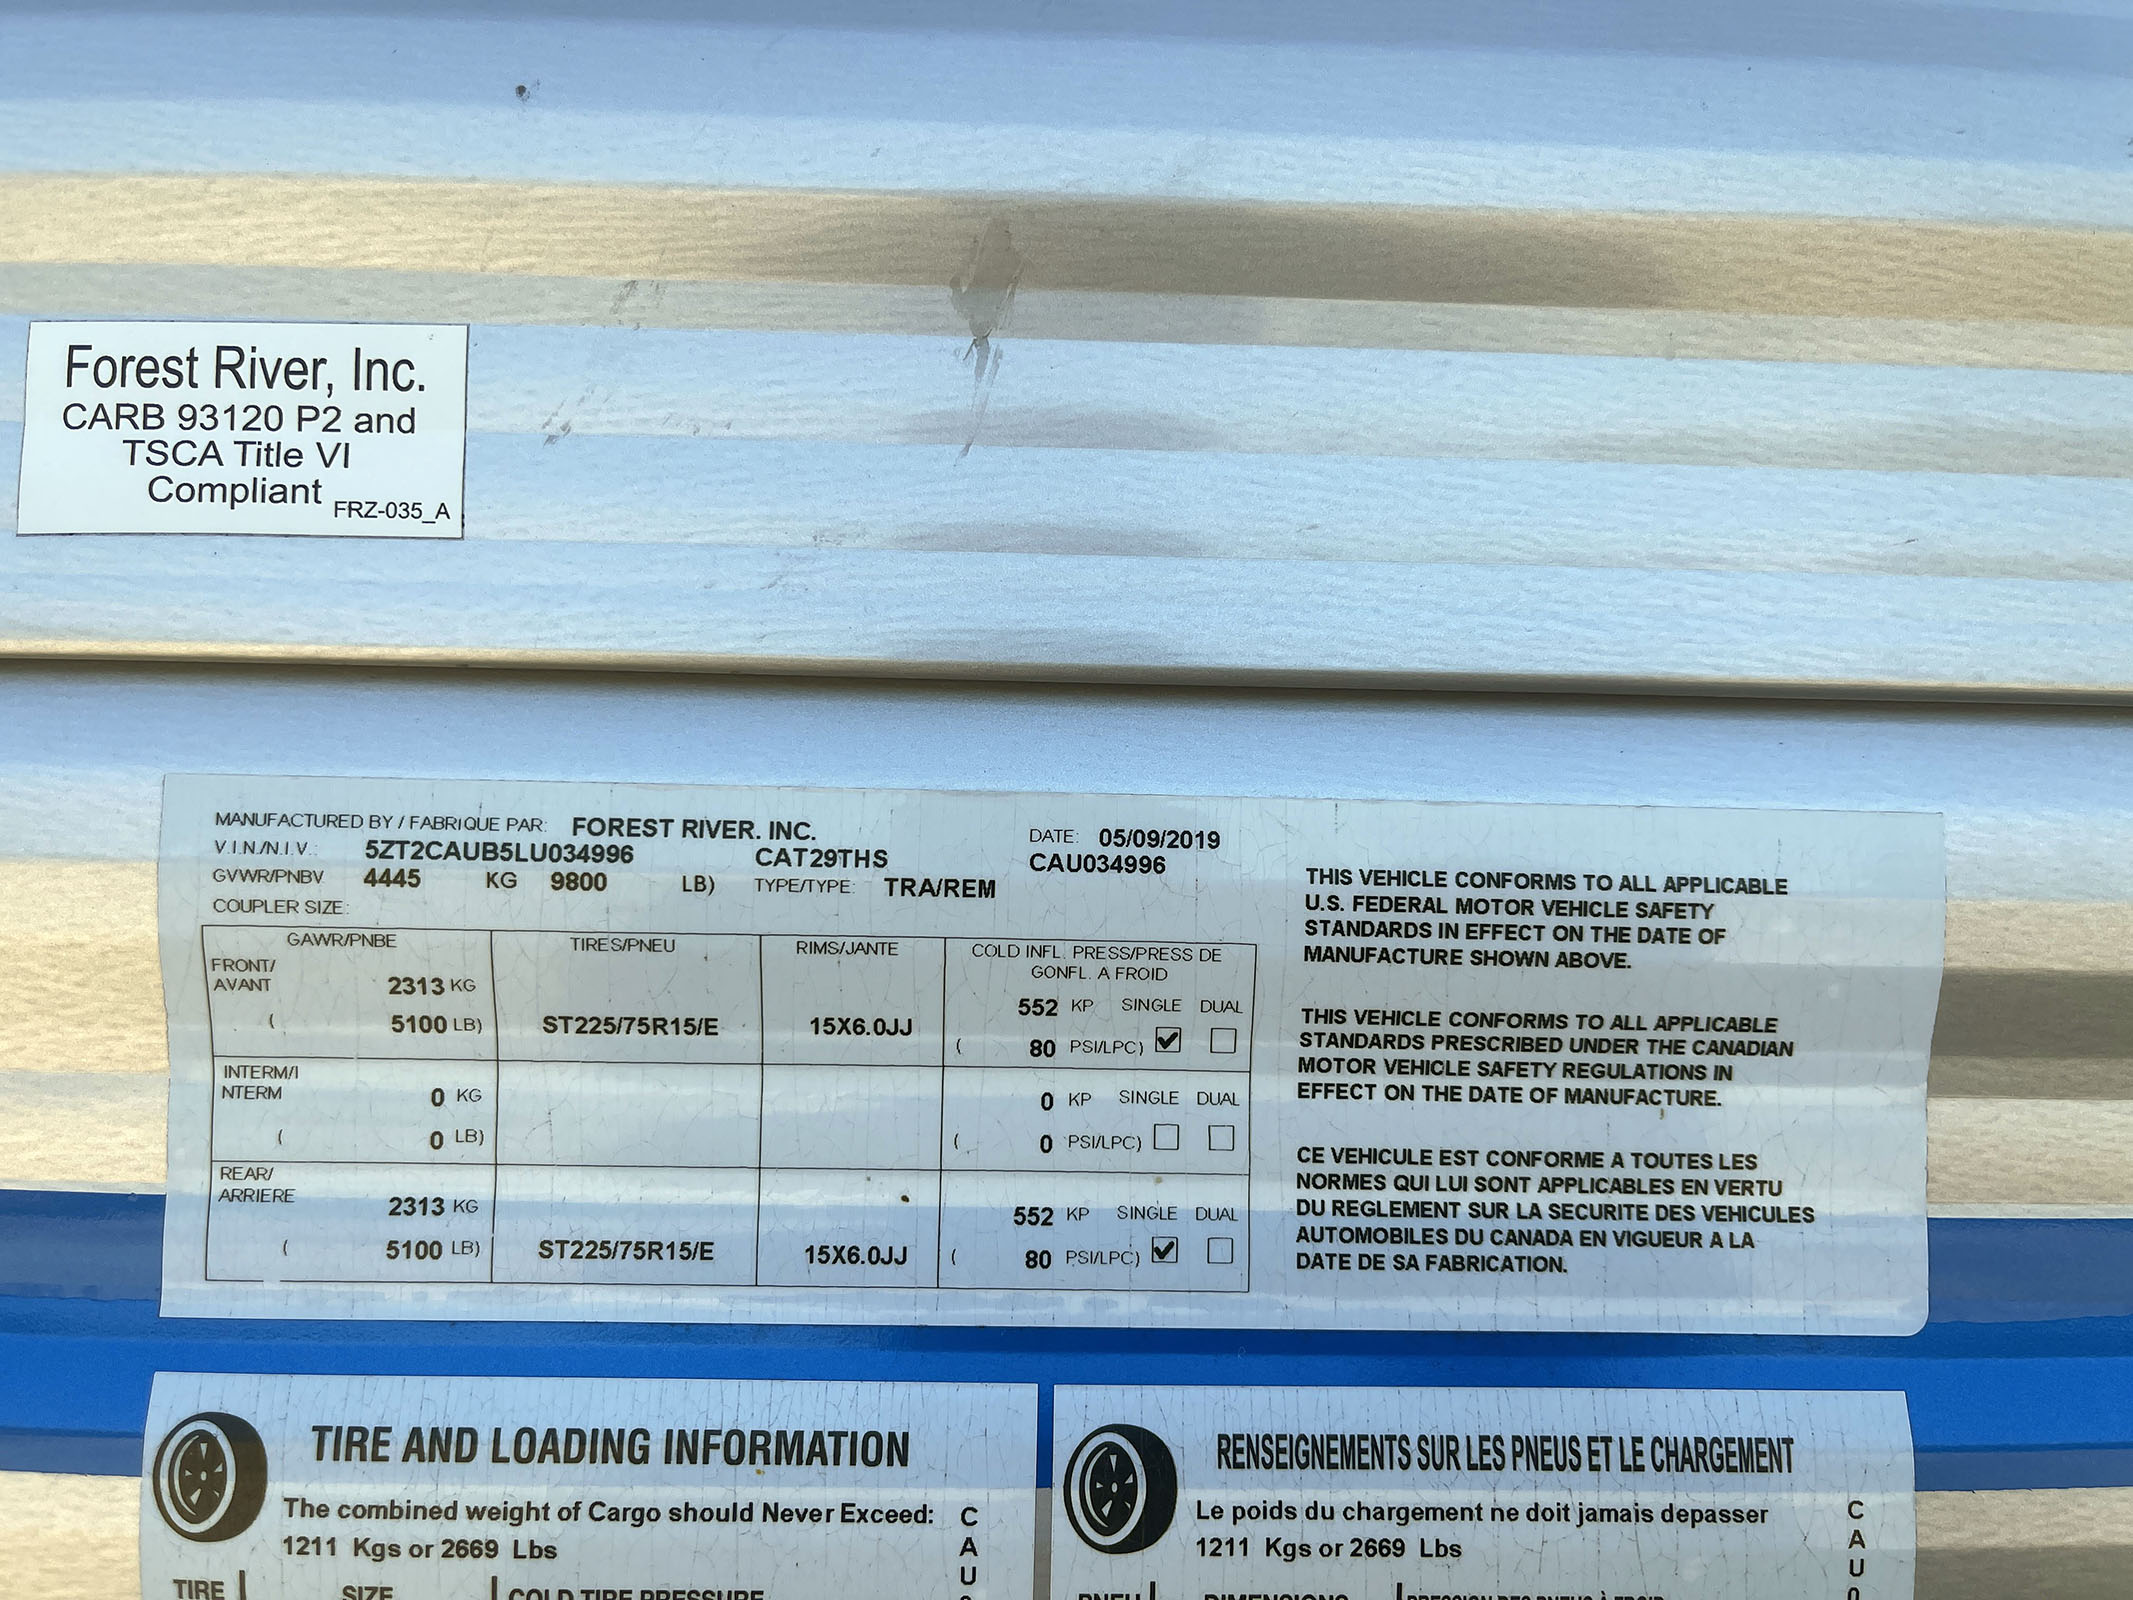 Forest River, Inc.
CARB 93120 P2 and
TSCA Title VI
Compliant FRZ-035_A
MANUFACTURED BY / FABRIQUE PAR: FOREST RIVER. INC. DATE: 05/09/2019
V.I.N./N.I.V.: 5ZT2CAUB5LU034996 CAT29THS CAU034996
GVWR/PNBV 4445 KG 9800 LB) TYPE/TYPE: TRA/REM
COUPLER SIZE:
GAWR/PNBE TIRES/PNEU RIMS/JANTE COLD INFL. PRESS/PRESS DE
GONFL. A FROID
FRONT/
AVANT 2313 KG 552 KP SINGLE DUAL
( 5100 LB) ST225/75R15/E 15X6.0JJ ( 80 PSI/LPC)
INTERM/I
NTERM 0 KG 0 KP SINGLE DUAL
( 0 LB) ( 0 PSI/LPC)
REAR/
ARRIERE 2313 KG 552 KP SINGLE DUAL
( 5100 LB) ST225/75R15/E 15X6.0JJ ( 80 PSI/LPC)
THIS VEHICLE CONFORMS TO ALL APPLICABLE
U.S. FEDERAL MOTOR VEHICLE SAFETY
STANDARDS IN EFFECT ON THE DATE OF
MANUFACTURE SHOWN ABOVE.
THIS VEHICLE CONFORMS TO ALL APPLICABLE
STANDARDS PRESCRIBED UNDER THE CANADIAN
MOTOR VEHICLE SAFETY REGULATIONS IN
EFFECT ON THE DATE OF MANUFACTURE.
CE VEHICULE EST CONFORME A TOUTES LES
NORMES QUI LUI SONT APPLICABLES EN VERTU
DU REGLEMENT SUR LA SECURITE DES VEHICULES
AUTOMOBILES DU CANADA EN VIGUEUR A LA
DATE DE SA FABRICATION.
TIRE AND LOADING INFORMATION
The combined weight of Cargo should Never Exceed:
1211 Kgs or 2669 Lbs
TIRE SIZE COLD TIRE PRESSURE
C
A
U
RENSEIGNEMENTS SUR LES PNEUS ET LE CHARGEMENT
Le poids du chargement ne doit jamais depasser
1211 Kgs or 2669 Lbs
PNEU DIMENSIONS PRESSION DES PNEUS À FROID
C
A
U
0